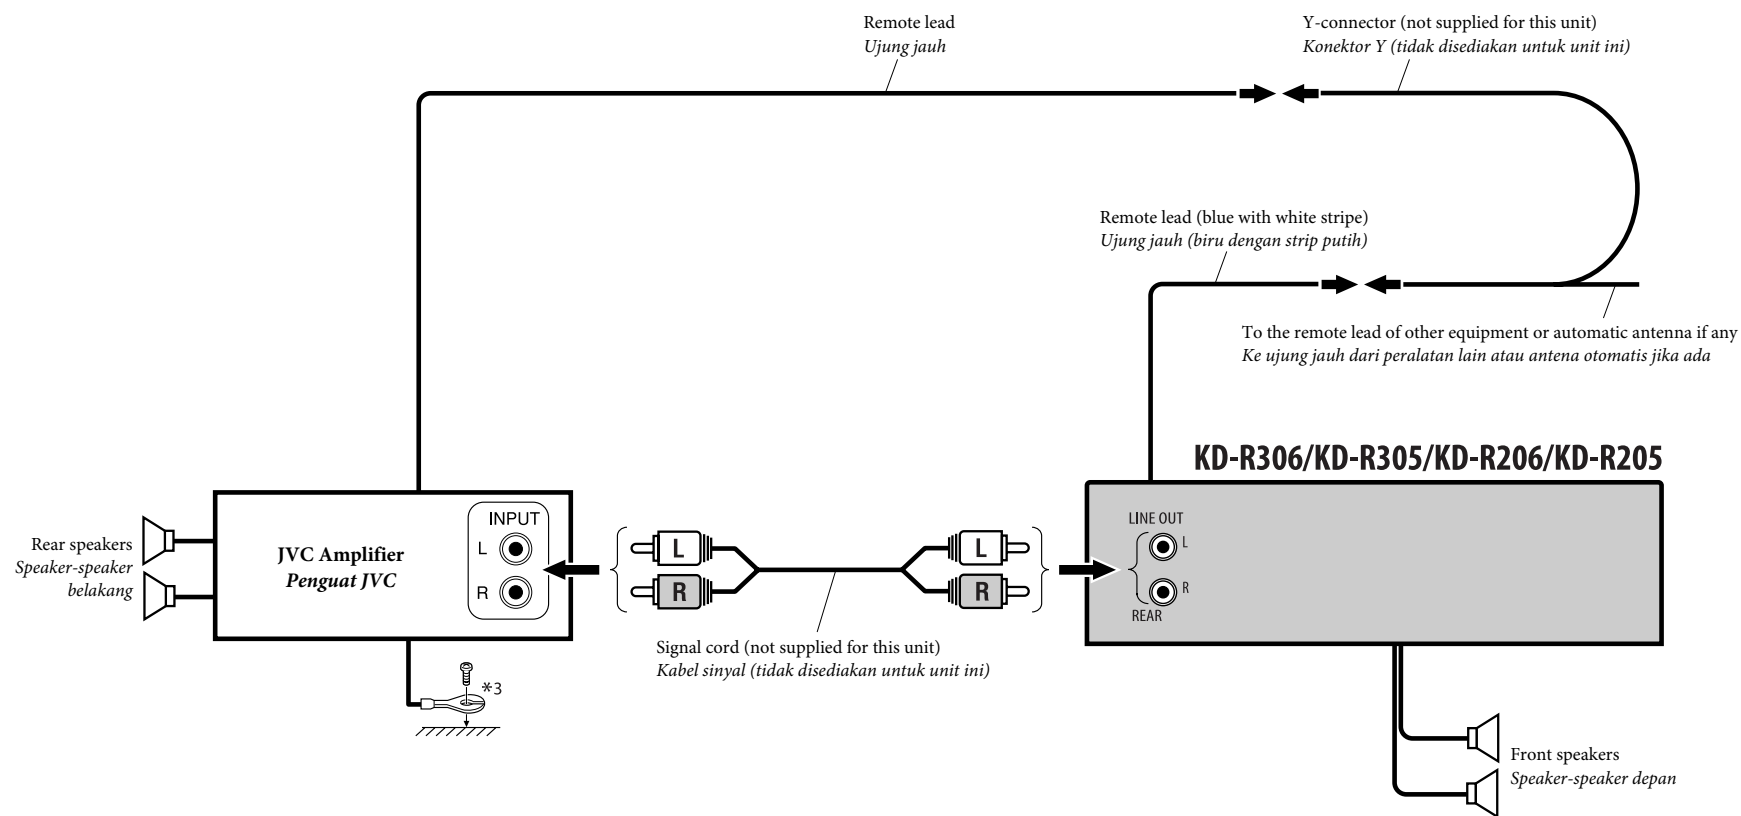 Remote lead
Ujung jauh
Y-connector (not supplied for this unit)
Konektor Y (tidak disediakan untuk unit ini)
Remote lead (blue with white stripe)
Ujung jauh (biru dengan strip putih)
To the remote lead of other equipment or automatic antenna if any
Ke ujung jauh dari peralatan lain atau antena otomatis jika ada
KD-R306/KD-R305/KD-R206/KD-R205
Rear speakers
Speaker-speaker
belakang
JVC Amplifier
Penguat JVC
INPUT
L
R
L
R
L
R
LINE OUT
L
R
REAR
Signal cord (not supplied for this unit)
Kabel sinyal (tidak disediakan untuk unit ini)
*3
Front speakers
Speaker-speaker depan